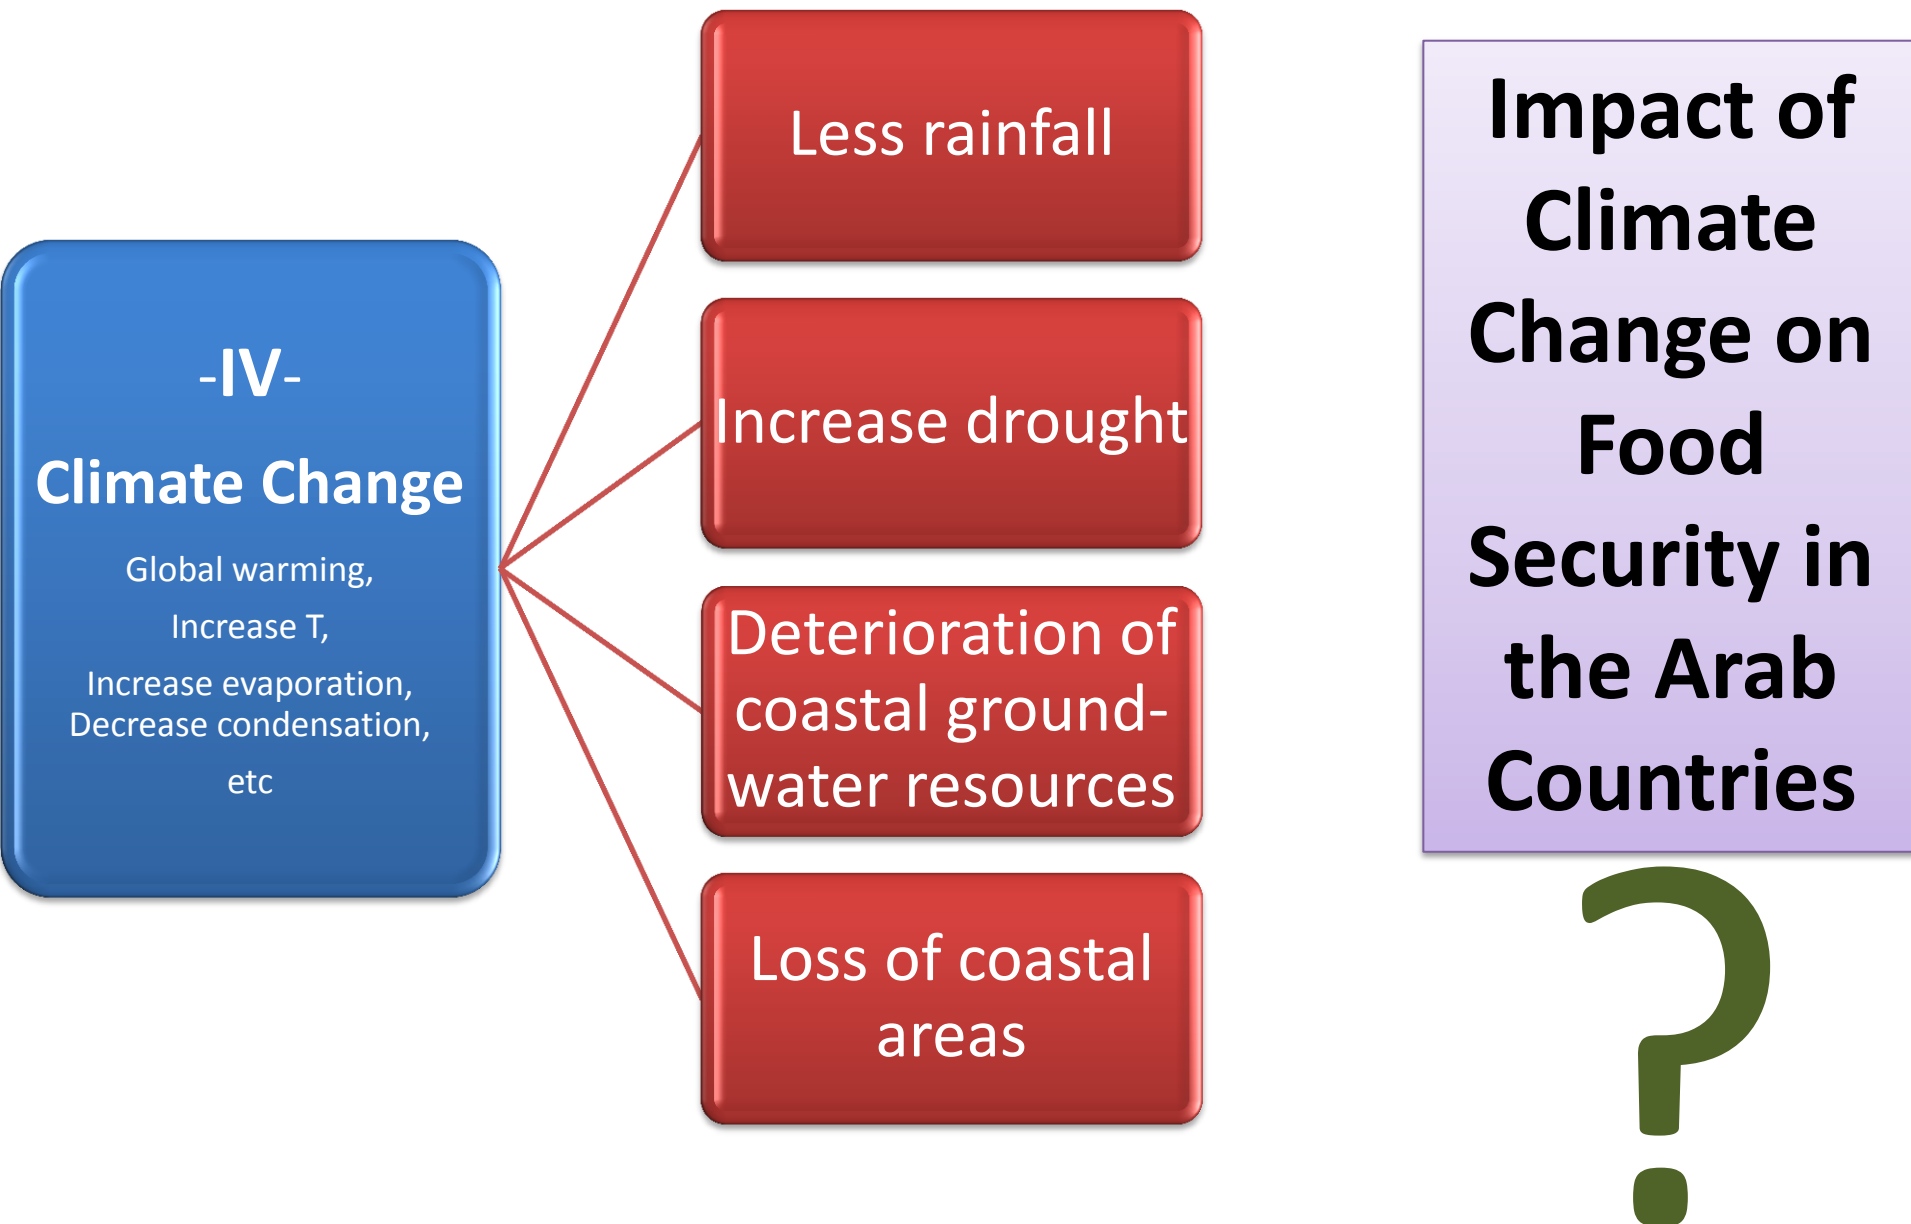 -IV-
Climate Change
Global warming,
Increase T,
Increase evaporation,
Decrease condensation,
etc
Less rainfall
Increase drought
Deterioration of
coastal ground-
water resources
Loss of coastal
areas
Impact of
Climate
Change on
Food
Security in
the Arab
Countries
?